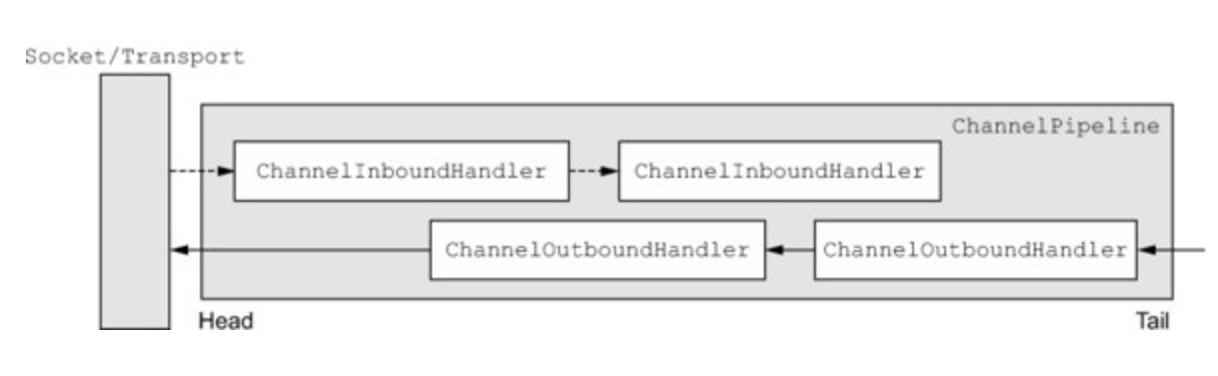 Socket/Transport
ChannelPipeline
ChannelInboundHandler
ChannelInboundHandler
ChannelOutboundHandler
ChannelOutboundHandler
Head
Tail